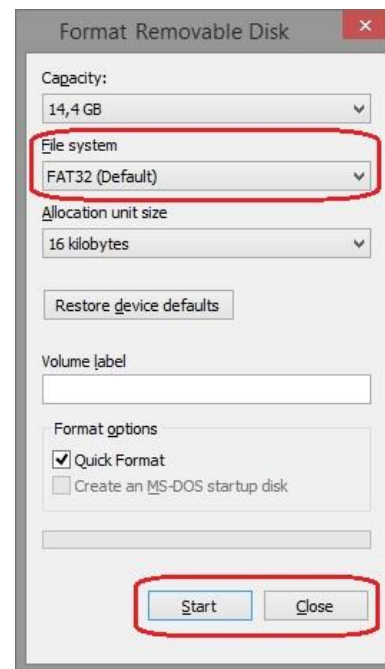 Format Removable Disk
Capacity:
14,4 GB
File system
FAT32 (Default)
Allocation unit size
16 kilobytes
Restore device defaults
Volume label
Format options
Quick Format
Create an MS-DOS startup disk
Start Close